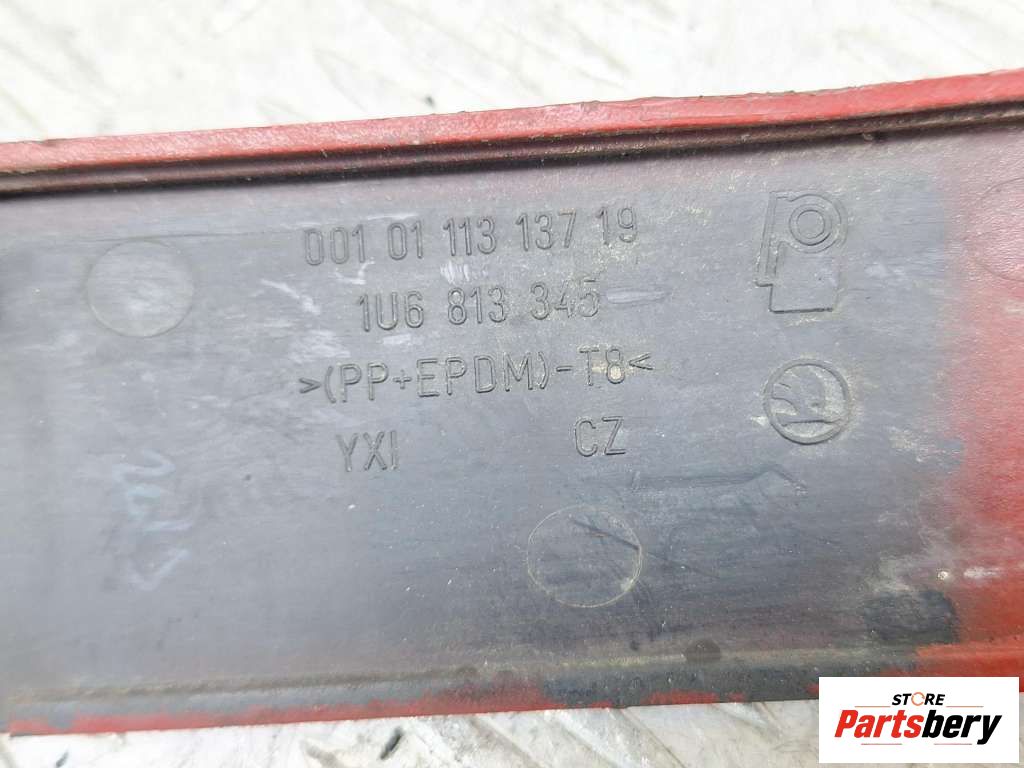 001 01 113 137 19
1U6 813 345
>(PP+EPDM)-T8<
YXI CZ
STORE
Partsbery